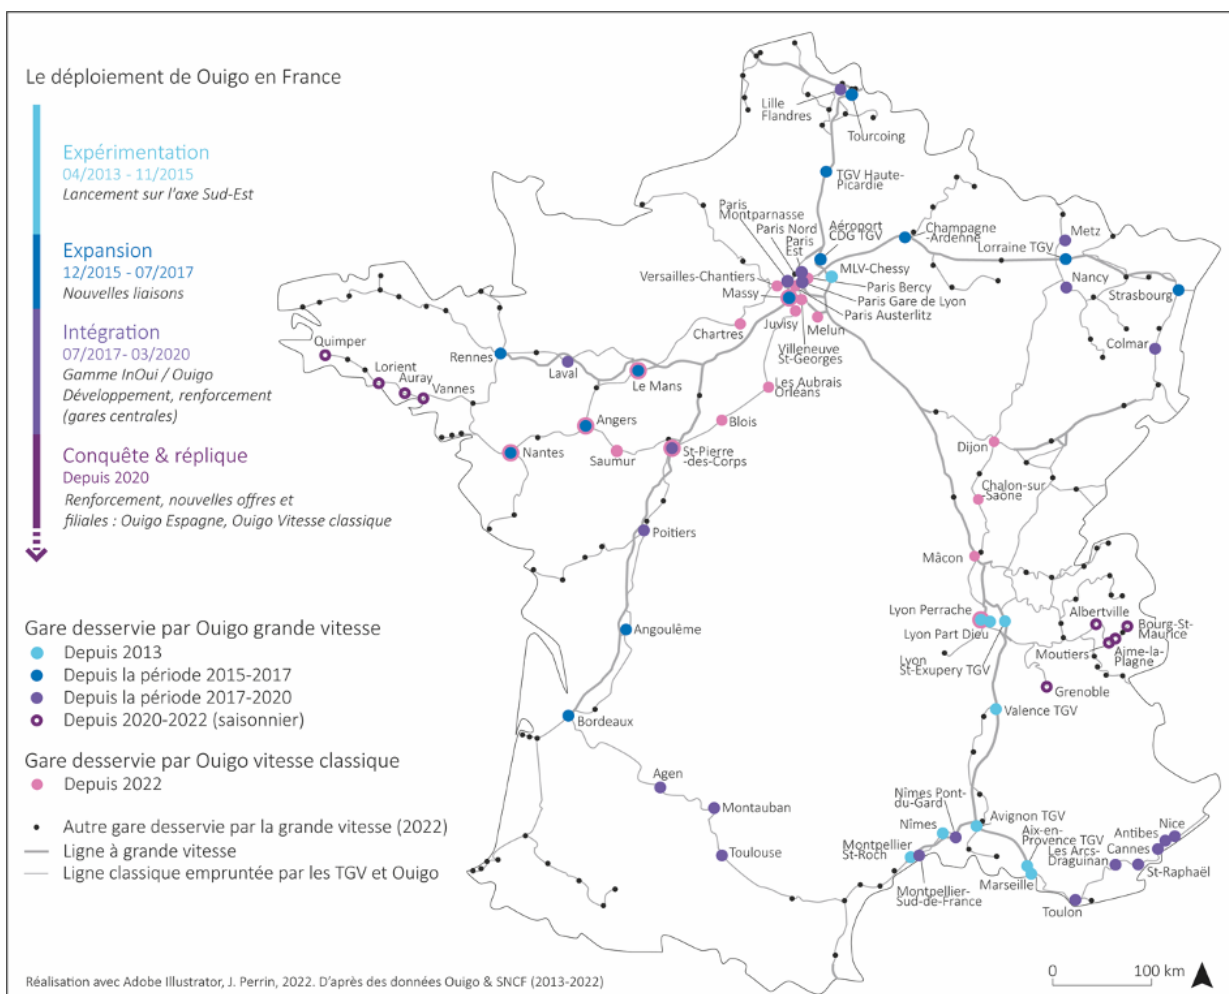 Le déploiement de Ouigo en France
Expérimentation
04/2013 - 11/2015
Lancement sur l'axe Sud-Est
Expansion
12/2015 - 07/2017
Nouvelles liaisons
Intégration
07/2017- 03/2020
Gamme InOui / Ouigo
Développement, renforcement
(gares centrales)
Conquête & réplique
Depuis 2020
Renforcement, nouvelles offres et
filiales : Ouigo Espagne, Ouigo Vitesse classique
Gare desservie par Ouigo grande vitesse
Depuis 2013
Depuis la période 2015-2017
Depuis la période 2017-2020
Depuis 2020-2022 (saisonnier)
Gare desservie par Ouigo vitesse classique
Depuis 2022
Autre gare desservie par la grande vitesse (2022)
Ligne à grande vitesse
Ligne classique empruntée par les TGV et Ouigo
Réalisation avec Adobe Illustrator, J. Perrin, 2022. D'après des données Ouigo & SNCF (2013-2022)
Lille
Flandres
Tourcoing
TGV Haute-
Picardie
Paris
Montparnasse
Paris Nord
Paris
Est
Aéroport
CDG TGV
Champagne
-Ardenne
Lorraine TGV
Metz
Nancy
Strasbourg
Colmar
Versailles-Chantiers
MLV-Chessy
Paris Bercy
Paris Gare de Lyon
Paris Austerlitz
Massy
Juvisy
Melun
Villeneuve
St-Georges
Chartres
Quimper
Lorient
Auray
Vannes
Rennes
Laval
Le Mans
Les Aubrais
Orléans
Angers
Blois
Nantes
Saumur
St-Pierre
-des-Corps
Dijon
Chalon-sur
-Saône
Poitiers
Mâcon
Angoulême
Lyon Perrache
Lyon Part Dieu
Lyon
St-Exupery TGV
Albertville
Bourg-St-
Maurice
Moutiers
Aime-la-
Plagne
Grenoble
Bordeaux
Valence TGV
Agen
Montauban
Toulouse
Nîmes Pont-
du-Gard
Nîmes
Avignon TGV
Montpellier
St-Roch
Aix-en-
Provence TGV
Les Arcs-
Draguinan
Nice
Antibes
Cannes
St-Raphaël
Marseille
Montpellier-
Sud-de-France
Toulon
0
100 km